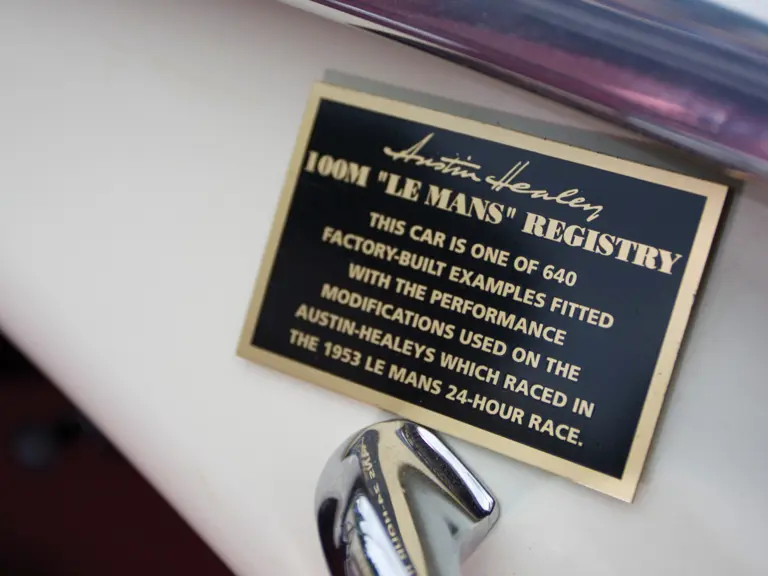 Austin Healey
100M "LE MANS" REGISTRY
THIS CAR IS ONE OF 640
FACTORY-BUILT EXAMPLES FITTED
WITH THE PERFORMANCE
MODIFICATIONS USED ON THE
AUSTIN-HEALEYS WHICH RACED IN
THE 1953 LE MANS 24-HOUR RACE.